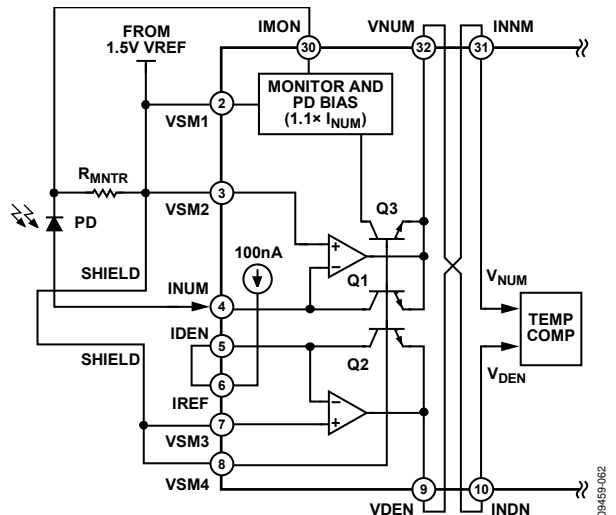 IMON
VNUM
INNM
FROM
1.5V VREF
30
32
31
MONITOR AND
PD BIAS
(1.1× INUM)
2
VSM1
RMNTR
3
VSM2
Q3
PD
100nA
+
−
SHIELD
INUM
Q1
VNUM
4
TEMP
COMP
IDEN
5
Q2
SHIELD
VDEN
6
IREF
−
+
7
VSM3
8
VSM4
9
10
VDEN
INDN
09459-062